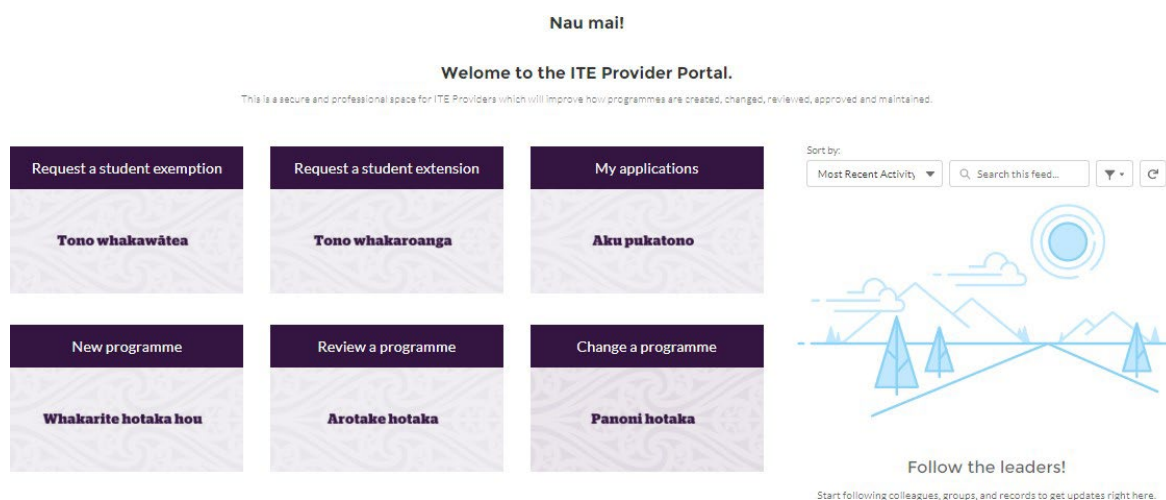 Nau mai!
Welome to the ITE Provider Portal.
This is a secure and professional space for ITE Providers which will improve how programmes are created, changed, reviewed, approved and maintained.
Request a student exemption
Tono whakawātea
Request a student extension
Tono whakaroanga
My applications
Aku pukatono
New programme
Whakarite hotaka hou
Review a programme
Arotake hotaka
Change a programme
Panoni hotaka
Sort by:
Most Recent Activity
Search this feed...
Follow the leaders!
Start following colleagues, groups, and records to get updates right here.